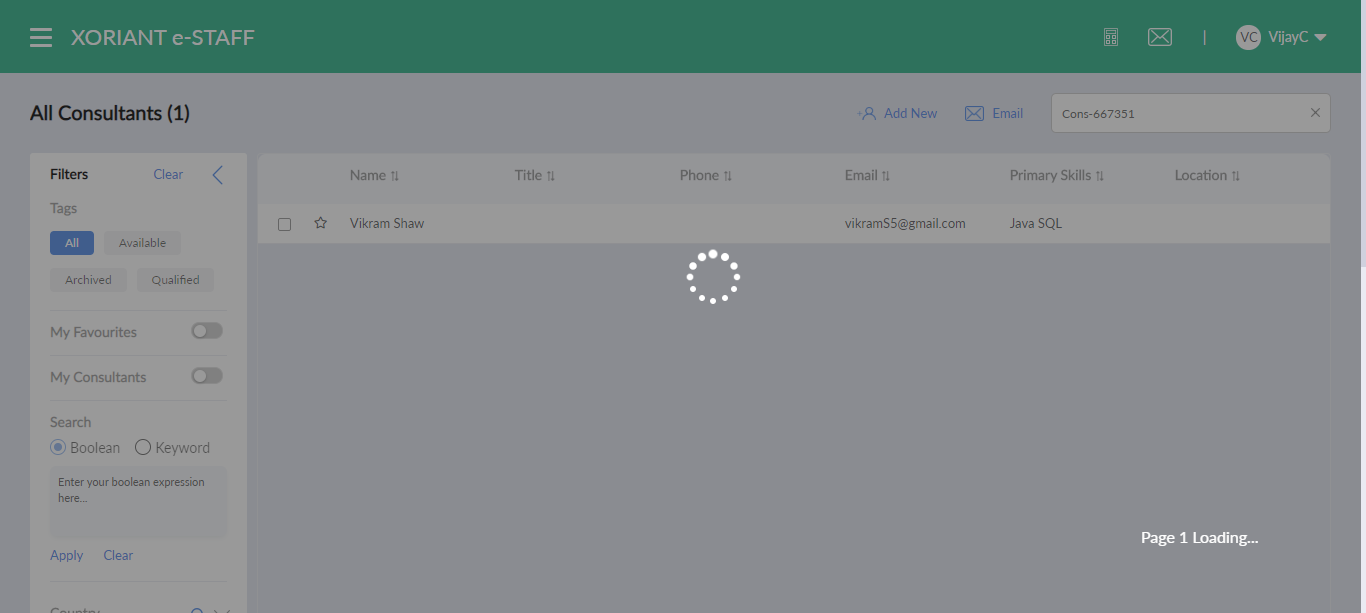 XORIANT e-STAFF
|
VC VijayC
All Consultants (1)
Add New
Email
Cons-667351
Filters
Clear
Name
Title
Phone
Email
Primary Skills
Location
Tags
All
Available
Vikram Shaw
vikramS5@gmail.com
Java SQL
Archived
Qualified
My Favourites
My Consultants
Search
Boolean
Keyword
Enter your boolean expression
here...
Page 1 Loading...
Apply
Clear
Country